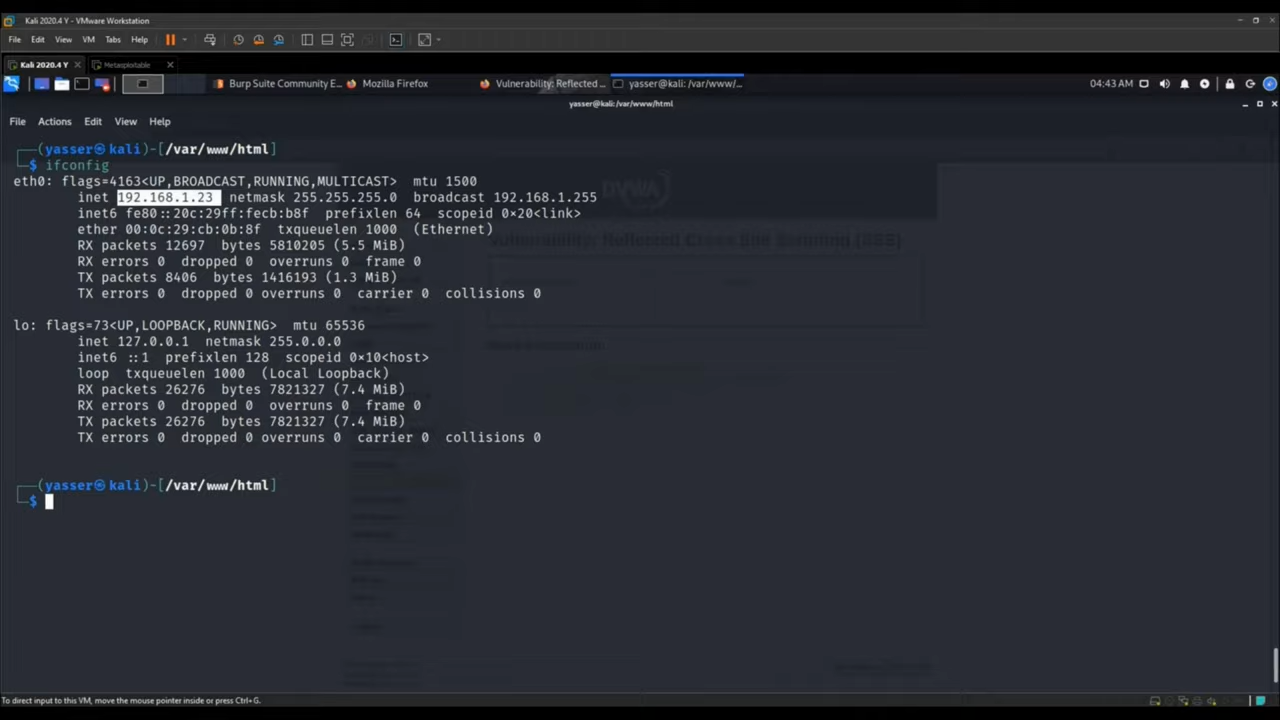 Kali 2020.4 Y - VMware Workstation
File Edit View VM Tabs Help
Kali 2020.4 Y Metasploitable
Burp Suite Community E... Mozilla Firefox Vulnerability: Reflected ... yasser@kali: /var/www/... 04:43 AM
yasser@kali: /var/www/html
File Actions Edit View Help
(yasser㉿kali)-[/var/www/html]
$ ifconfig
eth0: flags=4163<UP,BROADCAST,RUNNING,MULTICAST> mtu 1500
inet 192.168.1.23 netmask 255.255.255.0 broadcast 192.168.1.255
inet6 fe80::20c:29ff:fecb:b8f prefixlen 64 scopeid 0×20<link>
ether 00:0c:29:cb:0b:8f txqueuelen 1000 (Ethernet)
RX packets 12697 bytes 5810205 (5.5 MiB)
RX errors 0 dropped 0 overruns 0 frame 0
TX packets 8406 bytes 1416193 (1.3 MiB)
TX errors 0 dropped 0 overruns 0 carrier 0 collisions 0
lo: flags=73<UP,LOOPBACK,RUNNING> mtu 65536
inet 127.0.0.1 netmask 255.0.0.0
inet6 ::1 prefixlen 128 scopeid 0×10<host>
loop txqueuelen 1000 (Local Loopback)
RX packets 26276 bytes 7821327 (7.4 MiB)
RX errors 0 dropped 0 overruns 0 frame 0
TX packets 26276 bytes 7821327 (7.4 MiB)
TX errors 0 dropped 0 overruns 0 carrier 0 collisions 0
(yasser㉿kali)-[/var/www/html]
$
DVWA
Vulnerability: Reflected Cross Site Scripting (XSS)
To direct input to this VM, move the mouse pointer inside or press Ctrl+G.